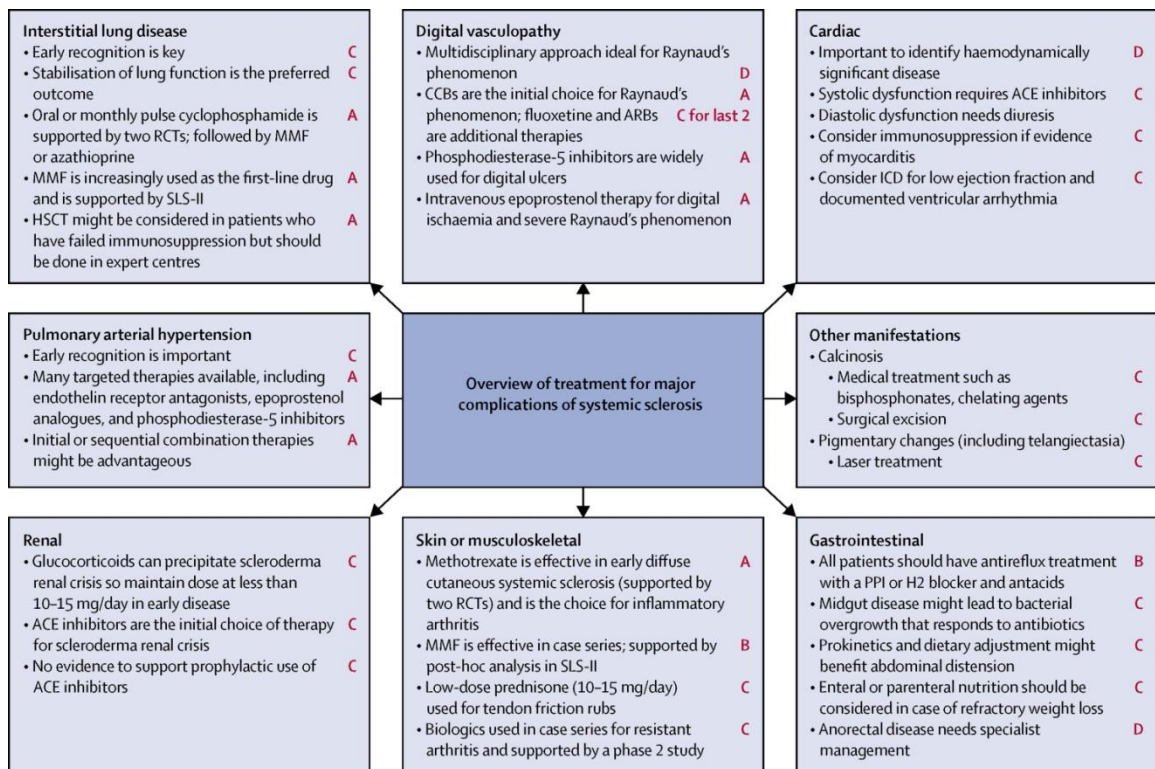 Interstitial lung disease
• Early recognition is key C
• Stabilisation of lung function is the preferred C
outcome
• Oral or monthly pulse cyclophosphamide is A
supported by two RCTs; followed by MMF
or azathioprine
• MMF is increasingly used as the first-line drug A
and is supported by SLS-II
• HSCT might be considered in patients who A
have failed immunosuppression but should
be done in expert centres
Digital vasculopathy
• Multidisciplinary approach ideal for Raynaud’s
phenomenon D
• CCBs are the initial choice for Raynaud’s A
phenomenon; fluoxetine and ARBs C for last 2
are additional therapies
• Phosphodiesterase-5 inhibitors are widely A
used for digital ulcers
• Intravenous epoprostenol therapy for digital A
ischaemia and severe Raynaud’s phenomenon
Cardiac
• Important to identify haemodynamically D
significant disease
• Systolic dysfunction requires ACE inhibitors C
• Diastolic dysfunction needs diuresis
• Consider immunosuppression if evidence C
of myocarditis
• Consider ICD for low ejection fraction and C
documented ventricular arrhythmia
Pulmonary arterial hypertension
• Early recognition is important C
• Many targeted therapies available, including A
endothelin receptor antagonists, epoprostenol
analogues, and phosphodiesterase-5 inhibitors
• Initial or sequential combination therapies A
might be advantageous
Overview of treatment for major
complications of systemic sclerosis
Other manifestations
• Calcinosis
• Medical treatment such as C
bisphosphonates, chelating agents
• Surgical excision C
• Pigmentary changes (including telangiectasia)
• Laser treatment C
Renal
• Glucocorticoids can precipitate scleroderma C
renal crisis so maintain dose at less than
10–15 mg/day in early disease
• ACE inhibitors are the initial choice of therapy C
for scleroderma renal crisis
• No evidence to support prophylactic use of C
ACE inhibitors
Skin or musculoskeletal
• Methotrexate is effective in early diffuse A
cutaneous systemic sclerosis (supported by
two RCTs) and is the choice for inflammatory
arthritis
• MMF is effective in case series; supported by B
post-hoc analysis in SLS-II
• Low-dose prednisone (10–15 mg/day) C
used for tendon friction rubs
• Biologics used in case series for resistant C
arthritis and supported by a phase 2 study
Gastrointestinal
• All patients should have antireflux treatment B
with a PPI or H2 blocker and antacids
• Midgut disease might lead to bacterial C
overgrowth that responds to antibiotics
• Prokinetics and dietary adjustment might C
benefit abdominal distension
• Enteral or parenteral nutrition should be C
considered in case of refractory weight loss
• Anorectal disease needs specialist D
management